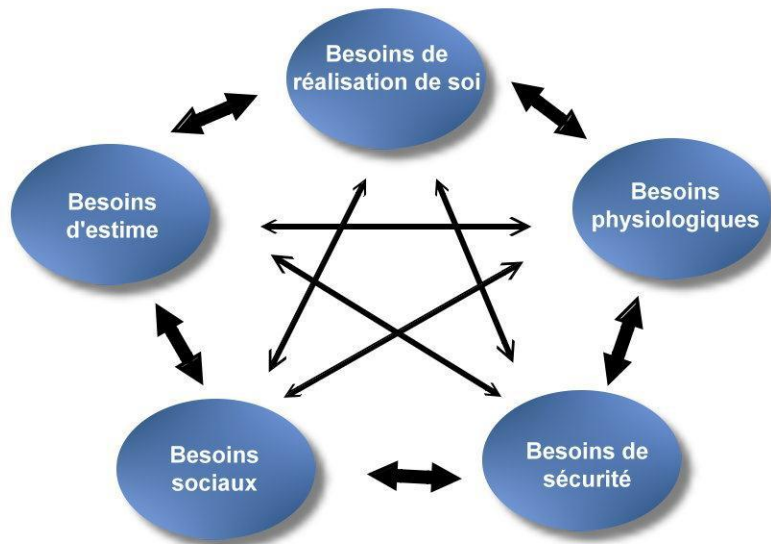 Besoins de
réalisation de soi
Besoins
d'estime
Besoins
physiologiques
Besoins
sociaux
Besoins de
sécurité